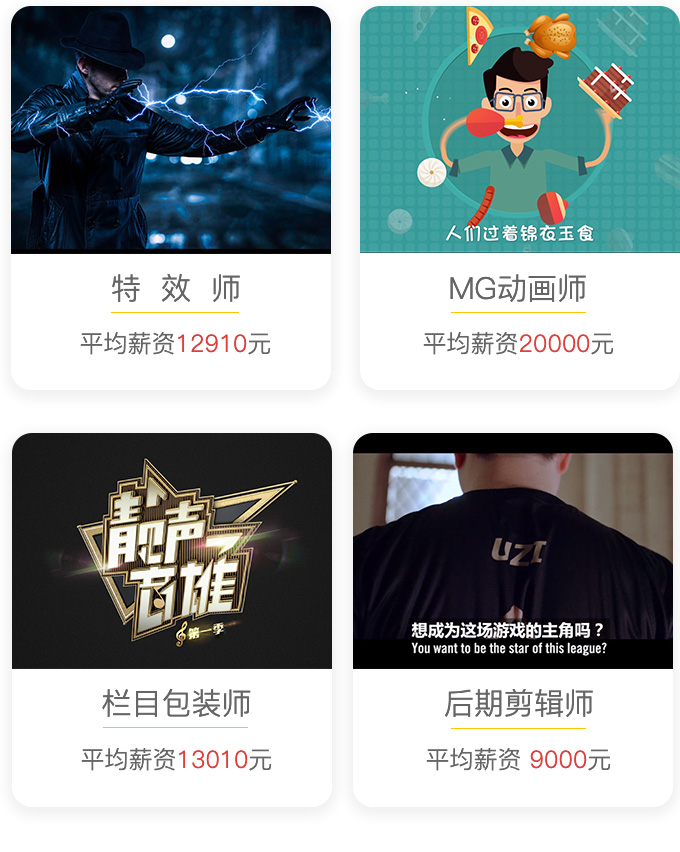 人们过着锦衣玉食
特 效 师
MG动画师
平均薪资12910元
平均薪资20000元
靓声
音雄
第一季
UZI
想成为这场游戏的主角吗？
You want to be the star of this league?
栏目包装师
后期剪辑师
平均薪资13010元
平均薪资 9000元